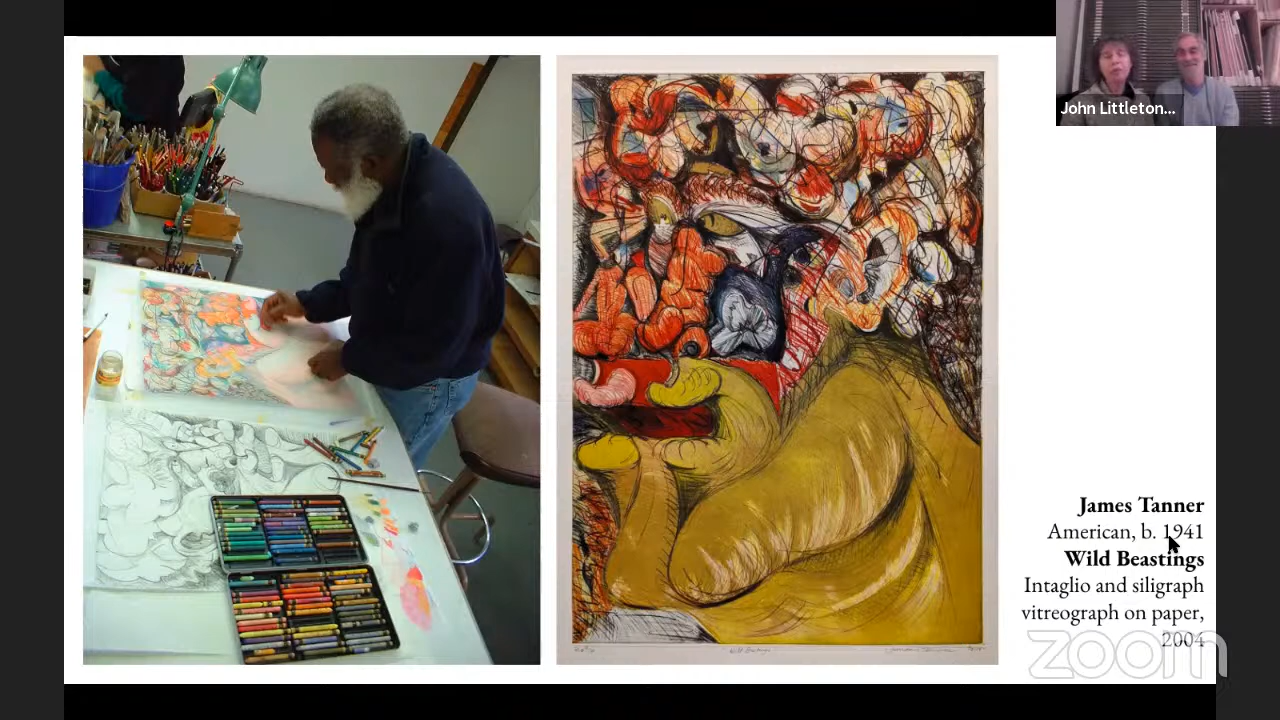 John Littleton...
James Tanner
American, b. 1941
Wild Beastings
Intaglio and siligraph
vitreograph on paper,
2004
zoom